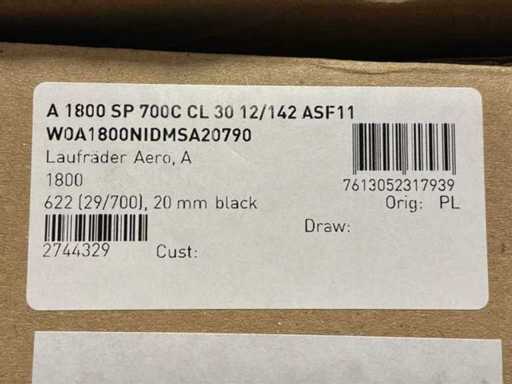 A 1800 SP 700C CL 30 12/142 ASF11
W0A1800NIDMSA20790
Laufräder Aero, A
1800
7613052317939
622 (29/700), 20 mm black
Orig: PL
Draw:
2744329
Cust: